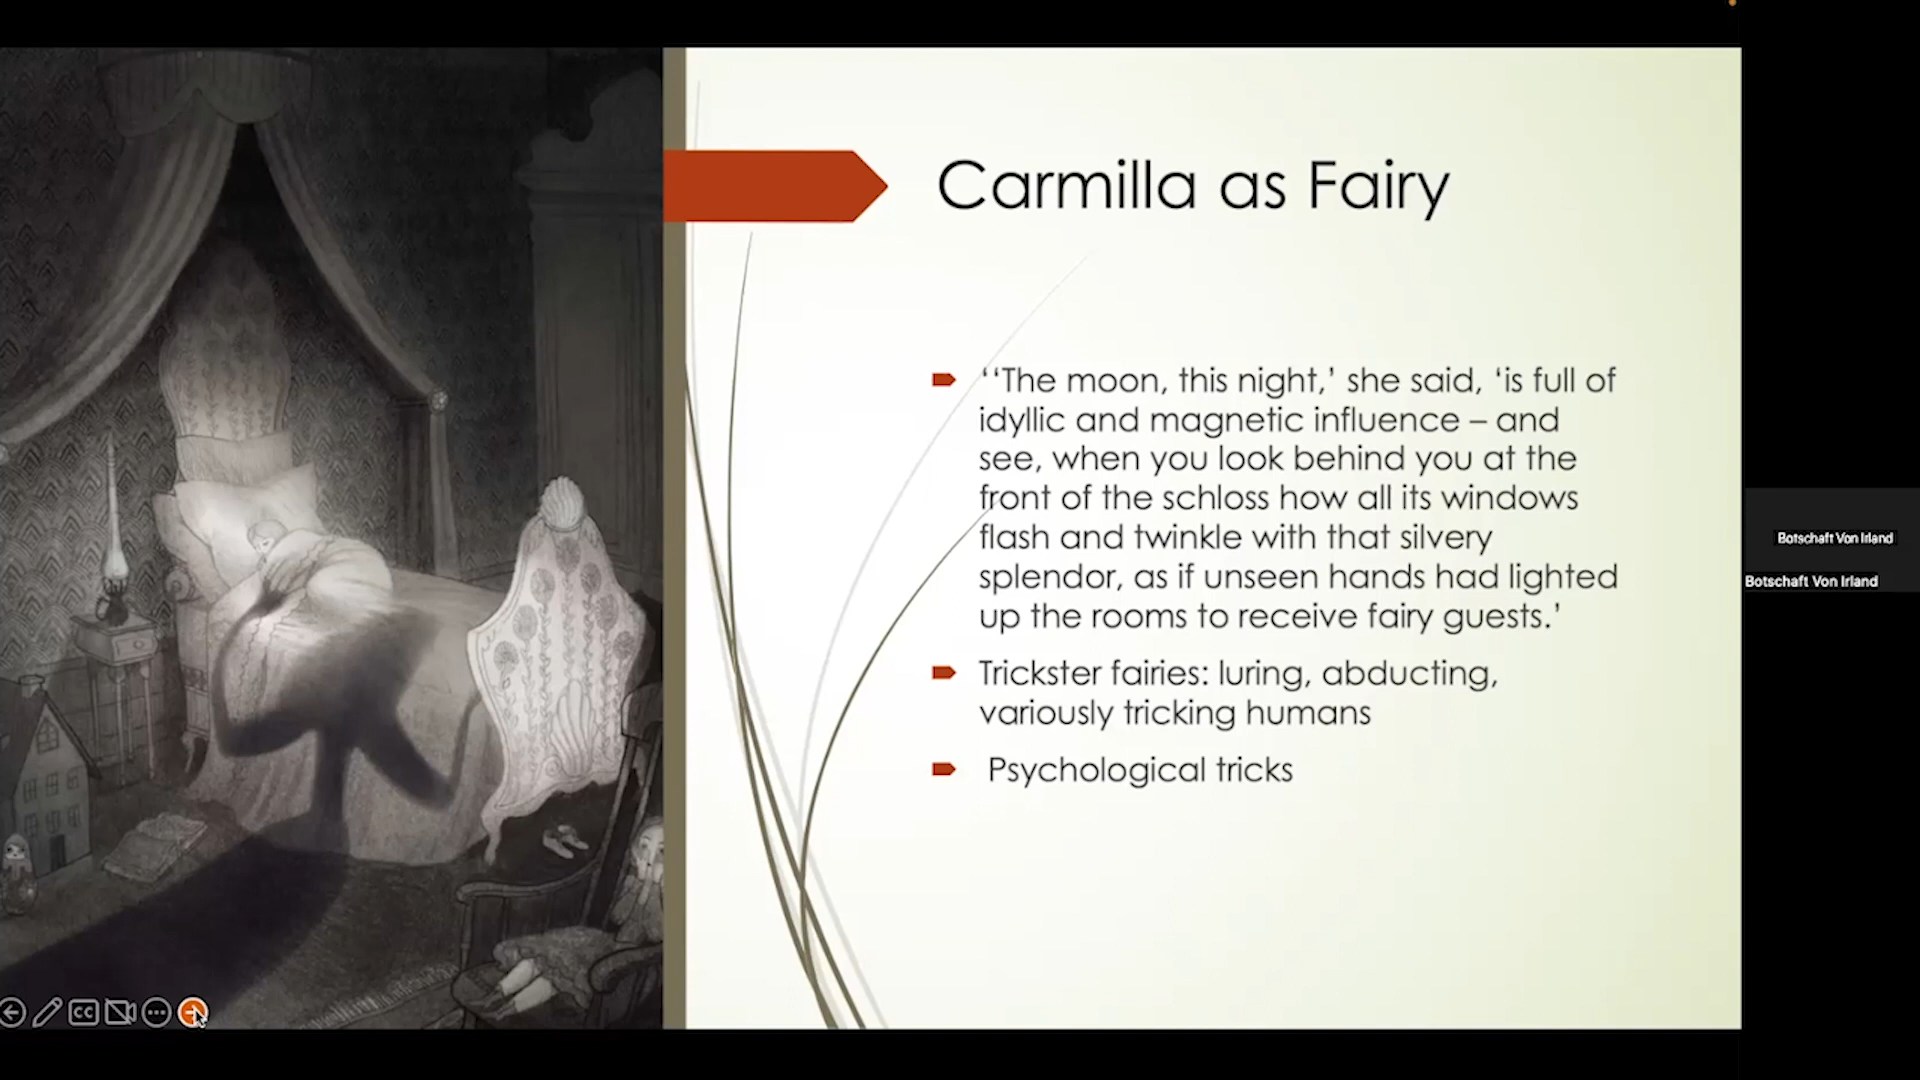 Carmilla as Fairy
‘‘The moon, this night,’ she said, ‘is full of
idyllic and magnetic influence – and
see, when you look behind you at the
front of the schloss how all its windows
flash and twinkle with that silvery
splendor, as if unseen hands had lighted
up the rooms to receive fairy guests.’
Trickster fairies: luring, abducting,
variously tricking humans
Psychological tricks
Botschaft Von Irland
Botschaft Von Irland
CC